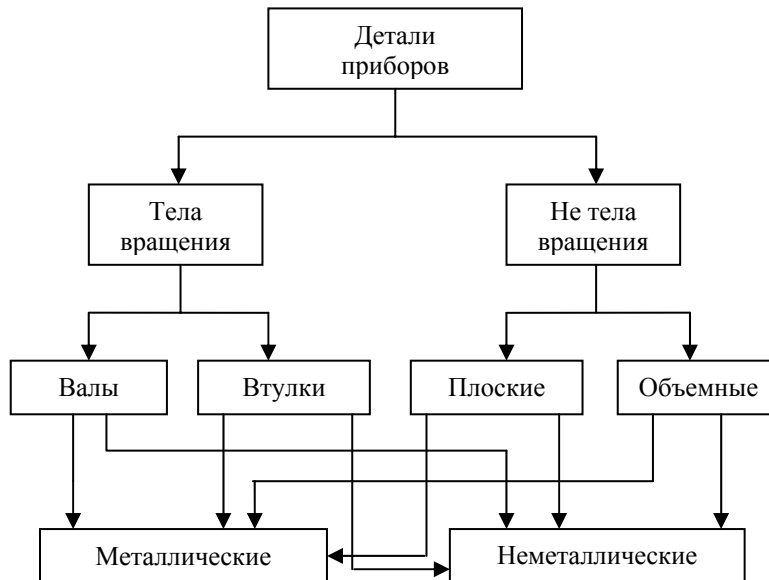 Детали
приборов
Тела
вращения
Не тела
вращения
Валы
Втулки
Плоские
Объемные
Металлические
Неметаллические